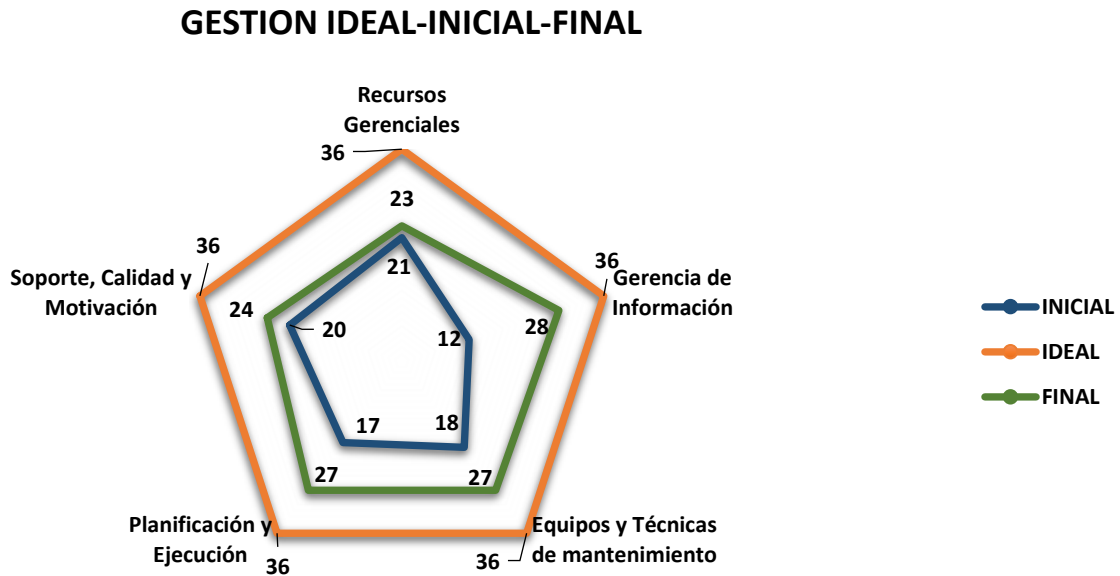 GESTION IDEAL-INICIAL-FINAL
Recursos
Gerenciales
36
23
21
36
Gerencia de
Información
28
12
36
Soporte, Calidad y
Motivación
24
20
17
18
27
27
Planificación y
Ejecución
36
Equipos y Técnicas
de mantenimiento
36
INICIAL
IDEAL
FINAL